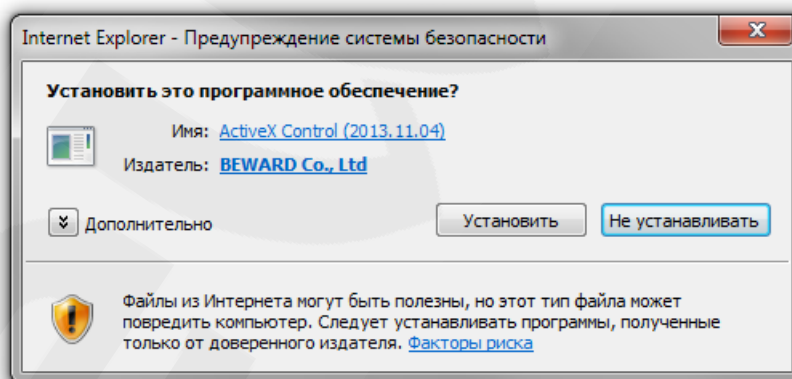 Internet Explorer - Предупреждение системы безопасности
Установить это программное обеспечение?
Имя: ActiveX Control (2013.11.04)
Издатель: BEWARD Co., Ltd
Дополнительно
Установить
Не устанавливать
Файлы из Интернета могут быть полезны, но этот тип файла может
повредить компьютер. Следует устанавливать программы, полученные
только от доверенного издателя. Факторы риска